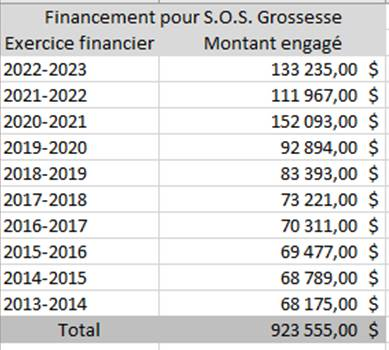 Financement pour S.O.S. Grossesse
Exercice financier Montant engagé
2022-2023 133 235,00 $
2021-2022 111 967,00 $
2020-2021 152 093,00 $
2019-2020 92 894,00 $
2018-2019 83 393,00 $
2017-2018 73 221,00 $
2016-2017 70 311,00 $
2015-2016 69 477,00 $
2014-2015 68 789,00 $
2013-2014 68 175,00 $
Total 923 555,00 $